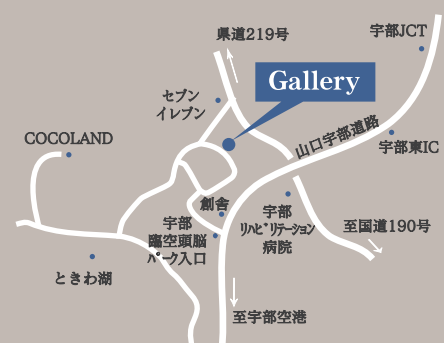 県道219号
宇部JCT
Gallery
セブン
イレブン
COCOLAND
山口宇部道路
宇部東IC
創舎
宇部
臨空頭脳
パーク入口
宇部
ﾘﾊﾋﾞﾘﾃｰｼｮﾝ
病院
至国道190号
ときわ湖
至宇部空港